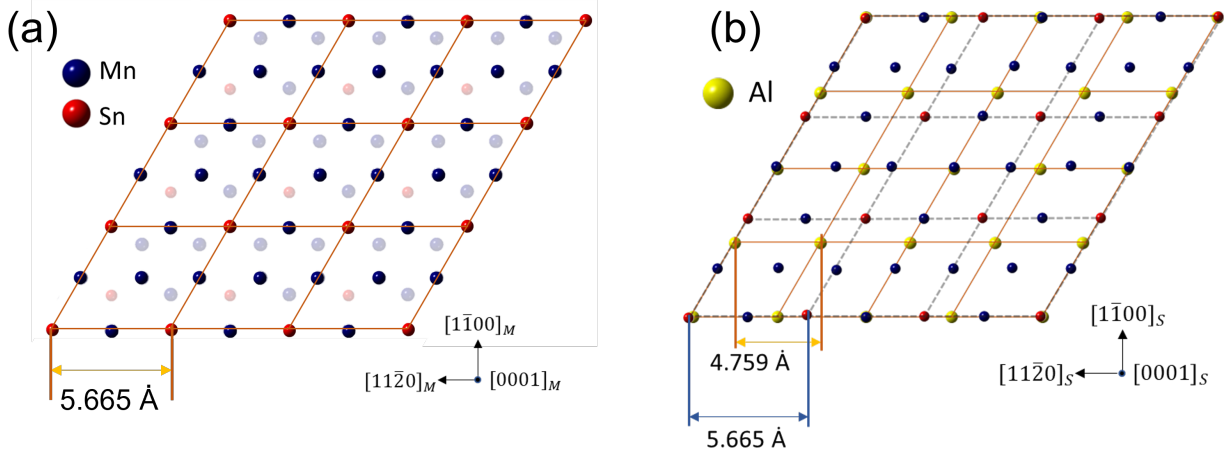 (a)
Mn
Sn
5.665 Å
[11̄00]M
[112̄0]M
[0001]M
(b)
Al
4.759 Å
5.665 Å
[11̄00]S
[112̄0]S
[0001]S